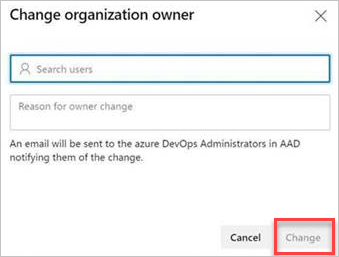 Change organization owner
Search users
Reason for owner change
An email will be sent to the azure DevOps Administrators in AAD
notifying them of the change.
Cancel
Change